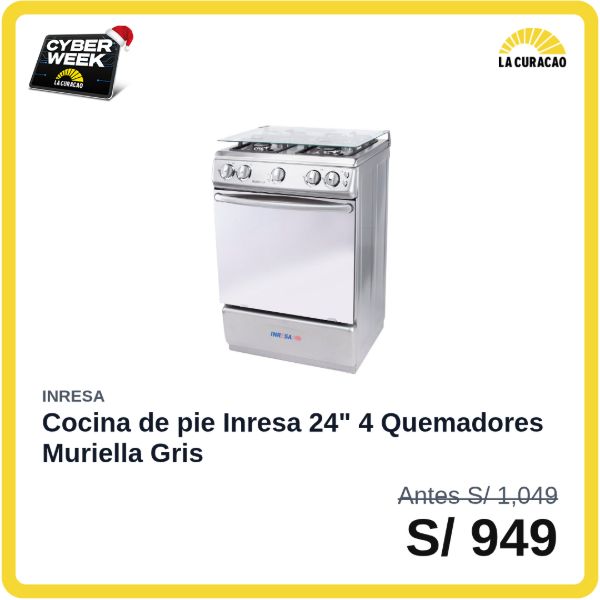 CYBER
WEEK
LA CURACAO
LA CURACAO
INRESA
INRESA
Cocina de pie Inresa 24" 4 Quemadores
Muriella Gris
Antes S/ 1,049
S/ 949